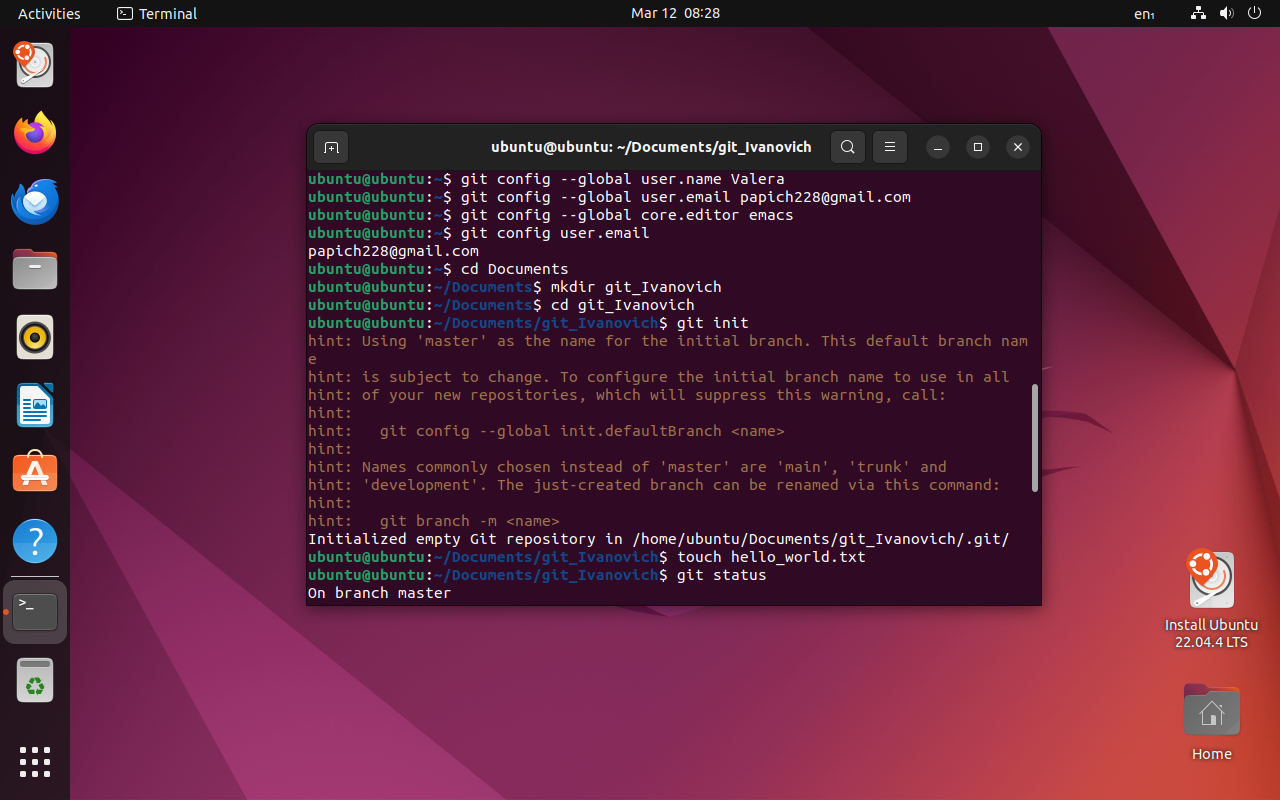 Activities
Terminal
Mar 12 08:28
en₁
ubuntu@ubuntu: ~/Documents/git_Ivanovich
ubuntu@ubuntu:~$ git config --global user.name Valera
ubuntu@ubuntu:~$ git config --global user.email papich228@gmail.com
ubuntu@ubuntu:~$ git config --global core.editor emacs
ubuntu@ubuntu:~$ git config user.email
papich228@gmail.com
ubuntu@ubuntu:~$ cd Documents
ubuntu@ubuntu:~/Documents$ mkdir git_Ivanovich
ubuntu@ubuntu:~/Documents$ cd git_Ivanovich
ubuntu@ubuntu:~/Documents/git_Ivanovich$ git init
hint: Using 'master' as the name for the initial branch. This default branch nam
e
hint: is subject to change. To configure the initial branch name to use in all
hint: of your new repositories, which will suppress this warning, call:
hint:
hint:   git config --global init.defaultBranch <name>
hint:
hint: Names commonly chosen instead of 'master' are 'main', 'trunk' and
hint: 'development'. The just-created branch can be renamed via this command:
hint:
hint:   git branch -m <name>
Initialized empty Git repository in /home/ubuntu/Documents/git_Ivanovich/.git/
ubuntu@ubuntu:~/Documents/git_Ivanovich$ touch hello_world.txt
ubuntu@ubuntu:~/Documents/git_Ivanovich$ git status
On branch master
Install Ubuntu
22.04.4 LTS
Home